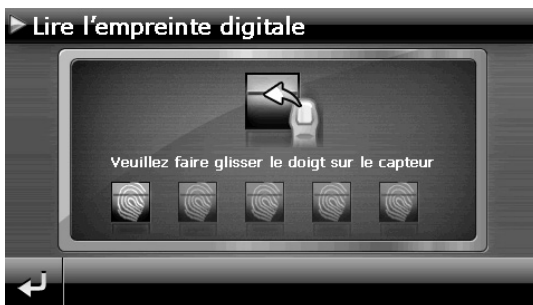 Lire l'empreinte digitale
Veuillez faire glisser le doigt sur le capteur